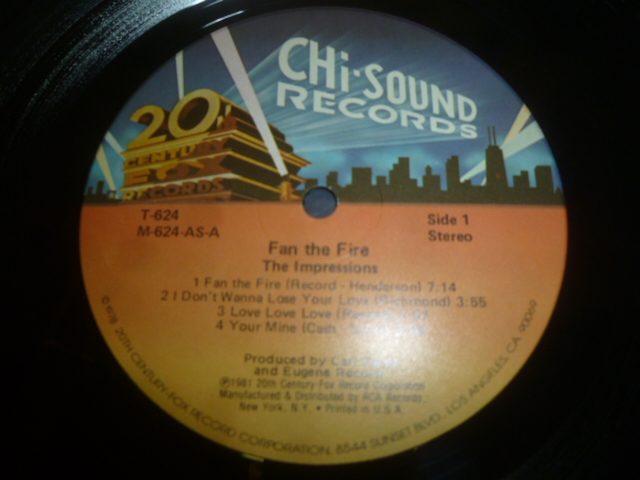 CHi·SOUND
RECORDS
20th
CENTURY
FOX
RECORDS
T-624
M-624-AS-A
Side 1
Stereo
Fan the Fire
The Impressions
1 Fan the Fire (Record - Henderson) 7:14
2 I Don't Wanna Lose Your Love 3:55
3 Love Love Love
4 Your Mine (Cash
Produced by Carl
and Eugene Record
℗1981 20th Century-Fox Record Corporation
Manufactured & Distributed by RCA Records,
New York, N.Y. • Printed in U.S.A.
20TH CENTURY-FOX RECORD CORPORATION, 8544 SUNSET BLVD., LOS ANGELES, CA. 90069